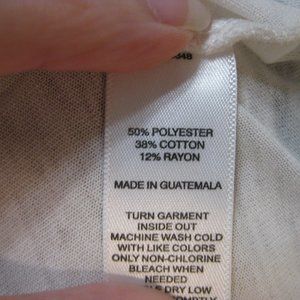 50% POLYESTER
38% COTTON
12% RAYON
MADE IN GUATEMALA
TURN GARMENT
INSIDE OUT
MACHINE WASH COLD
WITH LIKE COLORS
ONLY NON-CHLORINE
BLEACH WHEN
NEEDED
DRY LOW